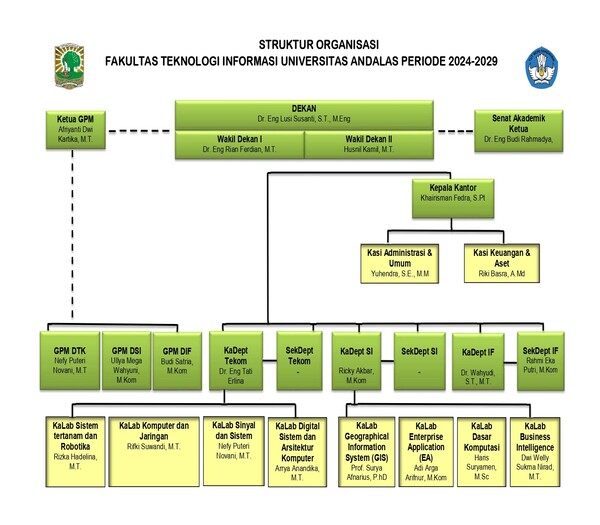 STRUKTUR ORGANISASI
FAKULTAS TEKNOLOGI INFORMASI UNIVERSITAS ANDALAS PERIODE 2024-2029
Ketua GPM
Afriyanti Dwi
Kartika, M.T.
DEKAN
Dr. Eng Lusi Susanti, S.T., M.Eng
Wakil Dekan I
Dr. Eng Rian Ferdian, M.T.
Wakil Dekan II
Husnil Kamil, M.T.
Senat Akademik
Ketua
Dr. Eng Budi Rahmadya,
Kepala Kantor
Khairisman Fedra, S.Pt
Kasi Administrasi &
Umum
Yuhendra, S.E., M.M
Kasi Keuangan &
Aset
Riki Basra, A.Md
GPM DTK
Nefy Puteri
Novani, M.T
GPM DSI
Ullya Mega
Wahyuni,
M.Kom
GPM DIF
Budi Satria,
M.Kom
KaDept
Tekom
Dr. Eng Tati
Erlina
SekDept
Tekom
-
KaDept SI
Ricky Akbar,
M.Kom
SekDept SI
-
KaDept IF
Dr. Wahyudi,
S.T., M.T.
SekDept IF
Rahmi Eka
Putri, M.Kom
KaLab Sistem
tertanam dan
Robotika
Rizka Hadelina,
M.T.
KaLab Komputer dan
Jaringan
Rifki Suwandi, M.T.
KaLab Sinyal
dan Sistem
Nefy Puteri
Novani, M.T.
KaLab Digital
Sistem dan
Arsitektur
Komputer
Arrya Anandika,
M.T.
KaLab
Geographical
Information
System (GIS)
Prof. Surya
Afnarius, P.hD
KaLab
Enterprise
Application
(EA)
Adi Arga
Arifnur, M.Kom
KaLab
Dasar
Komputasi
Haris
Suryamen,
M.Sc
KaLab
Business
Intelligence
Dwi Welly
Sukma Nirad,
M.T.